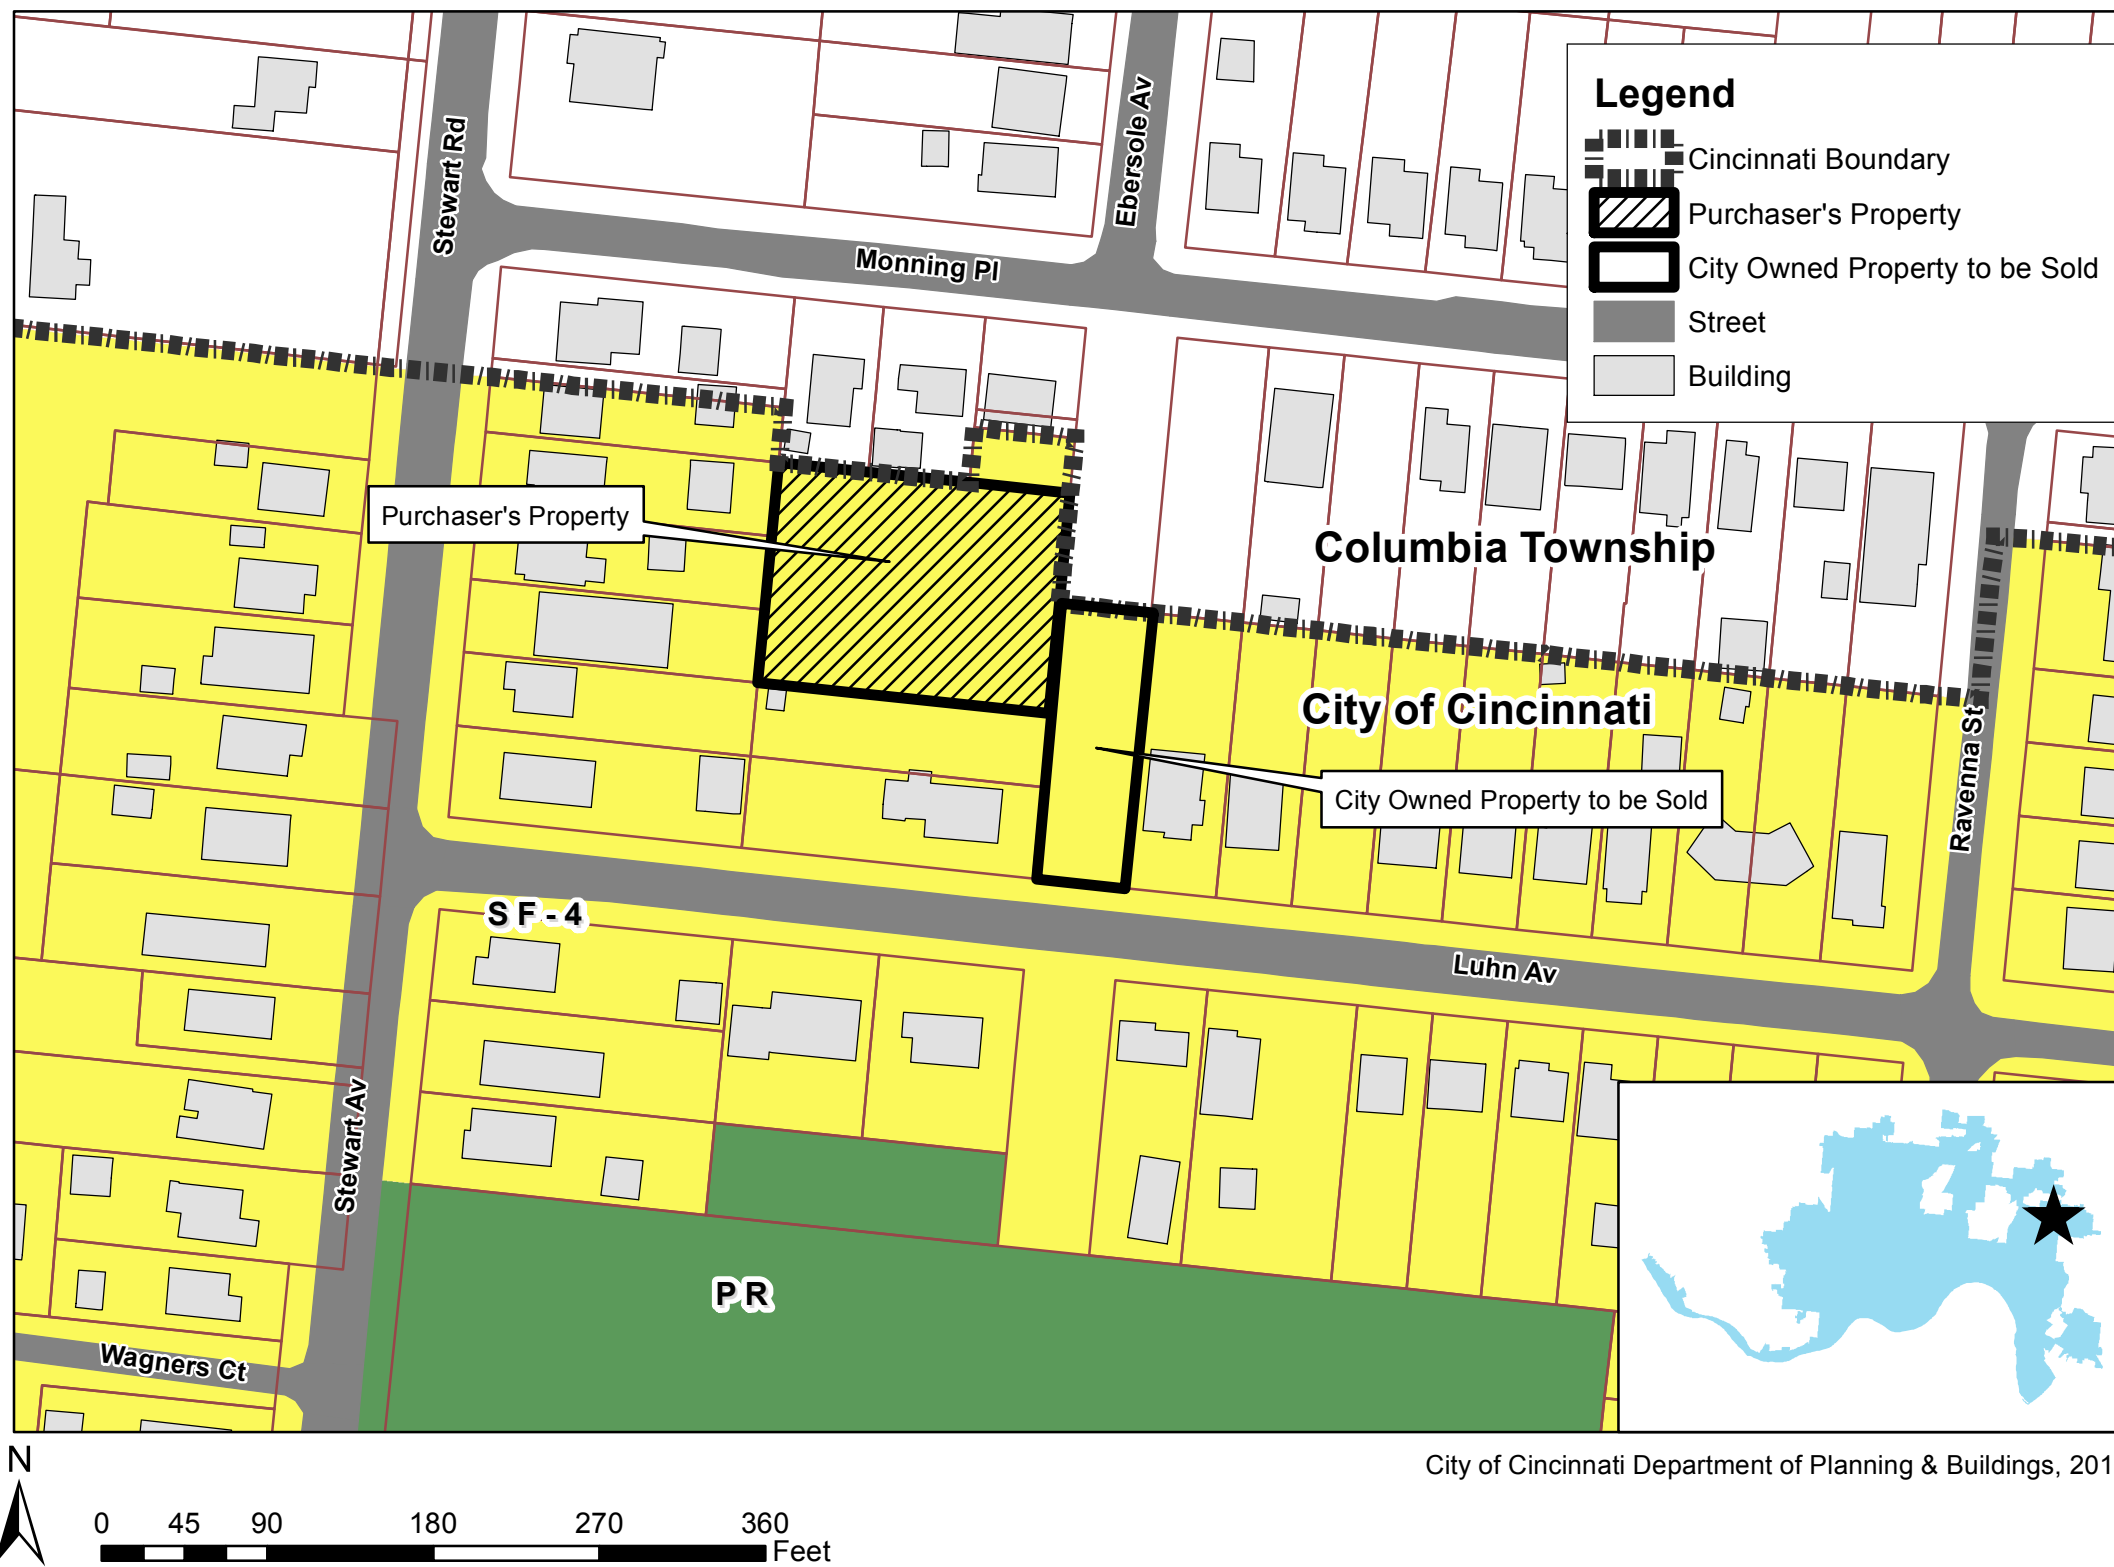 Legend
Cincinnati Boundary
Purchaser's Property
City Owned Property to be Sold
Street
Building
Stewart Rd
Ebersole Av
Monning Pl
Purchaser's Property
Columbia Township
City of Cincinnati
City Owned Property to be Sold
Ravenna St
SF-4
Luhn Av
Stewart Av
PR
Wagners Ct
N
City of Cincinnati Department of Planning & Buildings, 201
0 45 90 180 270 360
Feet